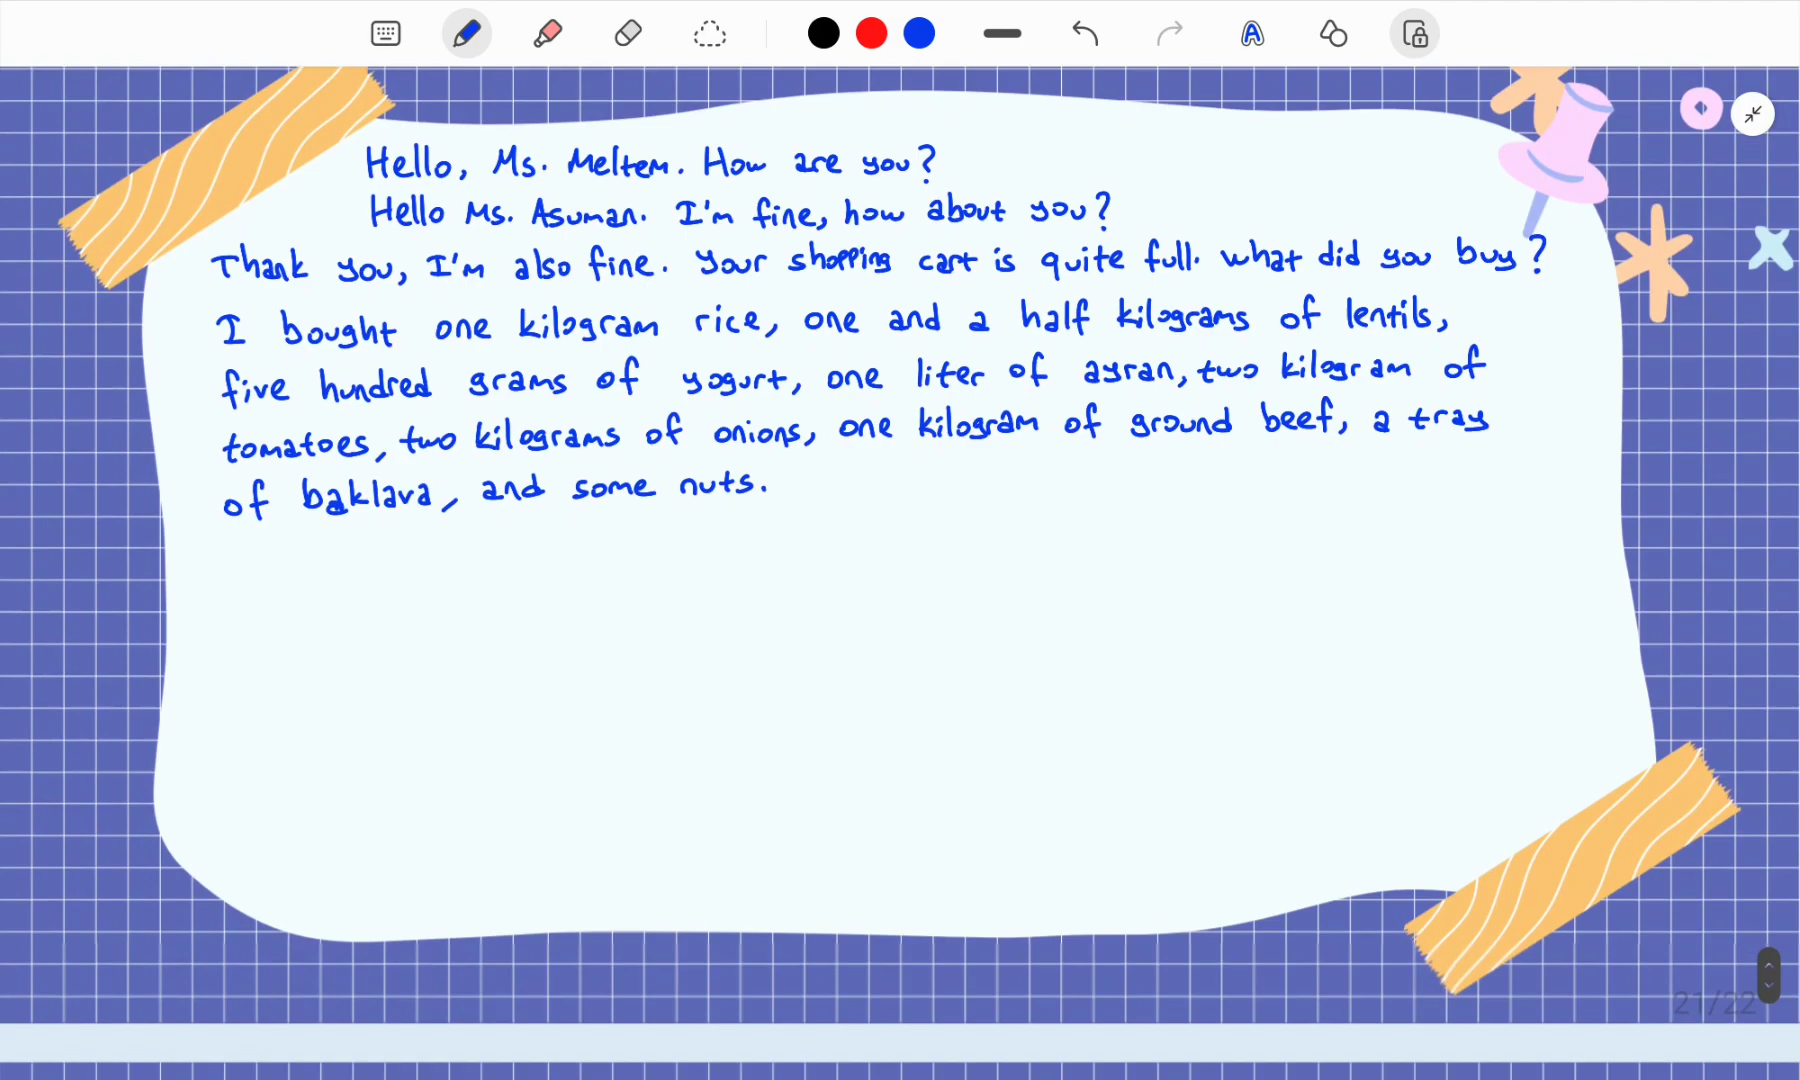 Hello, Ms. Meltem. How are you?
Hello Ms. Asuman. I'm fine, how about you?
Thank you, I'm also fine. Your shopping cart is quite full. What did you buy?
I bought one kilogram rice, one and a half kilograms of lentils,
five hundred grams of yogurt, one liter of ayran, two kilogram of
tomatoes, two kilograms of onions, one kilogram of ground beef, a tray
of baklava, and some nuts.
21/22